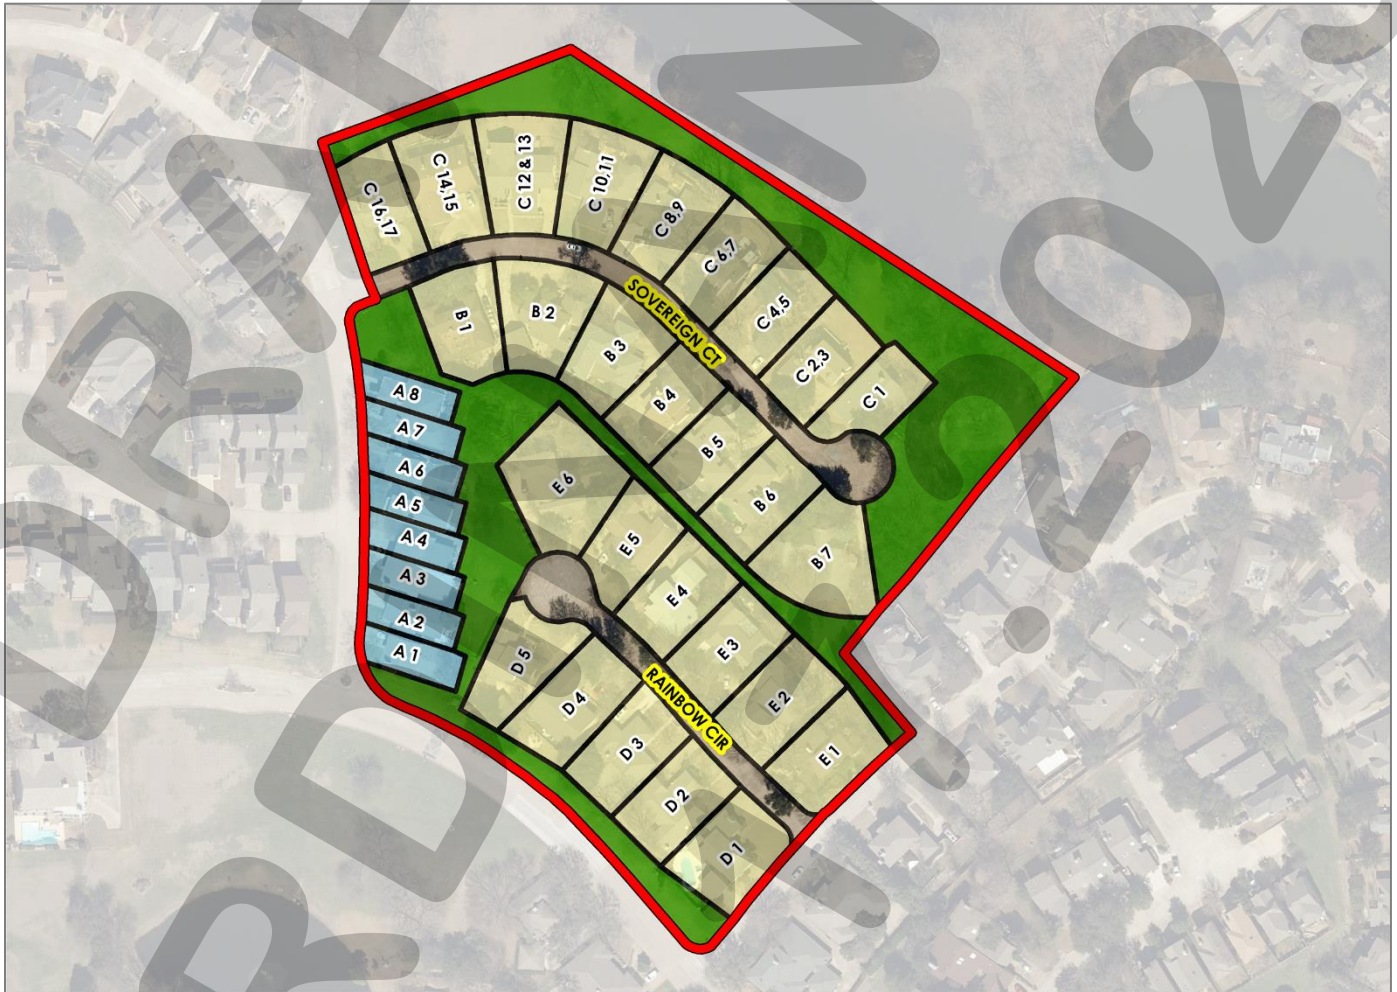 C 16,17
C 14,15
C 12 & 13
C 10,11
C 8,9
C 6,7
C 4,5
C 2,3
C 1
SOVEREIGN CT
B 1
B 2
B 3
B 4
B 5
B 6
B 7
A 8
A 7
A 6
A 5
A 4
A 3
A 2
A 1
E 6
E 5
E 4
E 3
E 2
E 1
RAINBOW CIR
D 5
D 4
D 3
D 2
D 1
DRAF